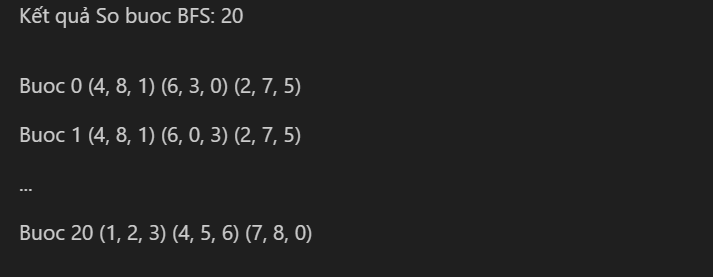 Kết quả So buoc BFS: 20
Buoc 0 (4, 8, 1) (6, 3, 0) (2, 7, 5)
Buoc 1 (4, 8, 1) (6, 0, 3) (2, 7, 5)
...
Buoc 20 (1, 2, 3) (4, 5, 6) (7, 8, 0)